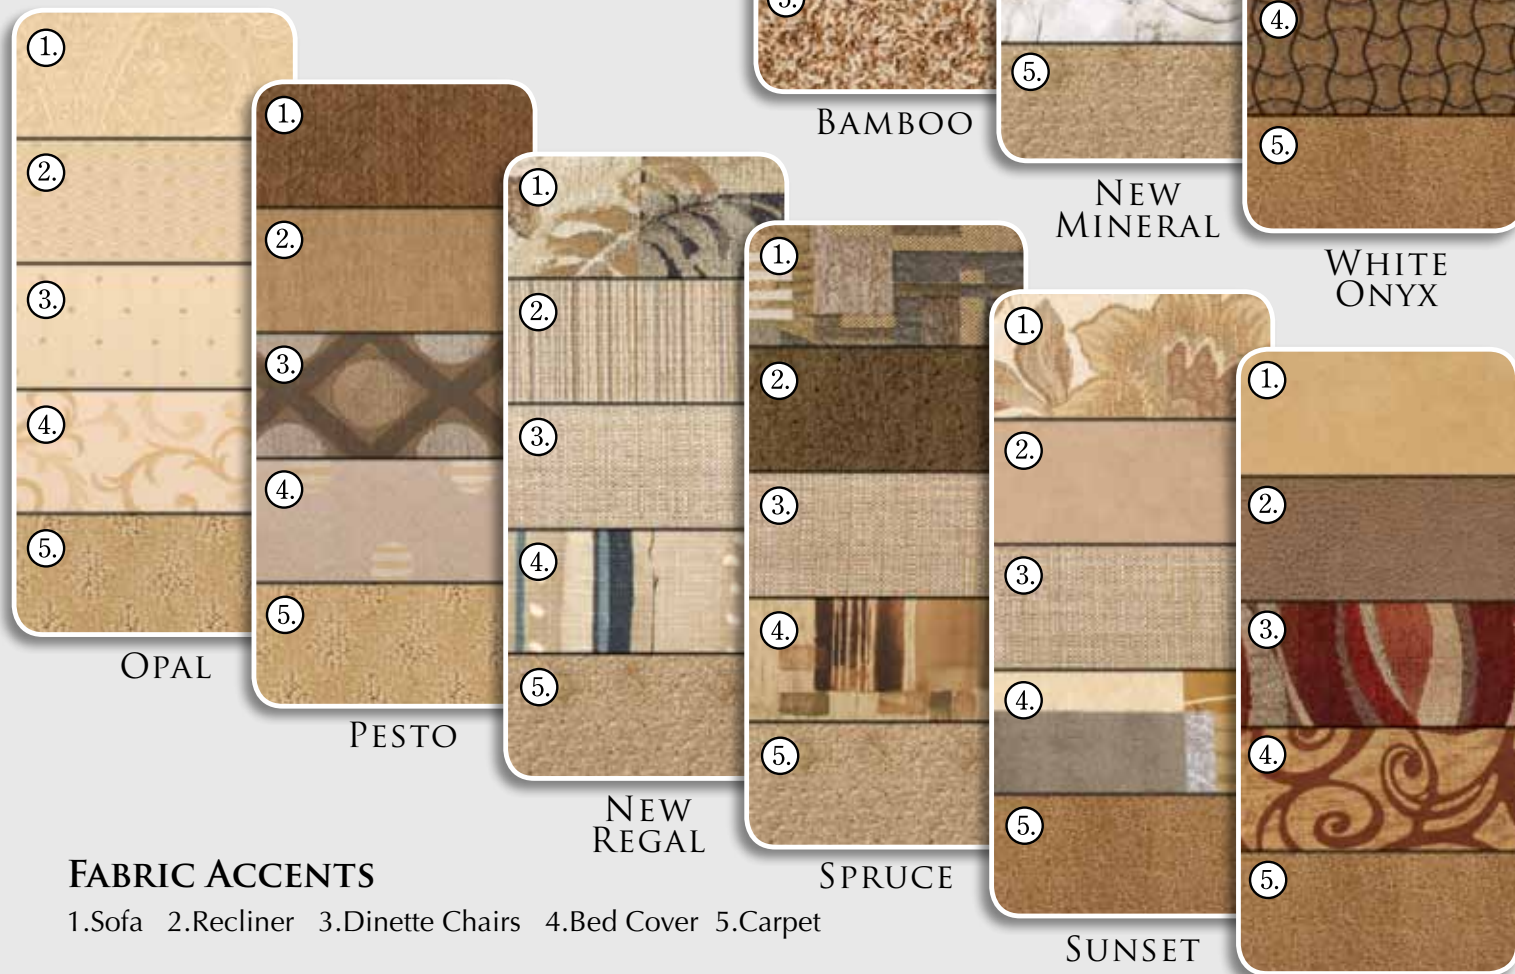 5.
BAMBOO
5.
NEW
MINERAL
4.
5.
WHITE
ONYX
1.
2.
3.
4.
5.
OPAL
1.
2.
3.
4.
5.
PESTO
1.
2.
3.
4.
5.
NEW
REGAL
1.
2.
3.
4.
5.
SPRUCE
1.
2.
3.
4.
5.
SUNSET
1.
2.
3.
4.
5.
FABRIC ACCENTS
1.Sofa 2.Recliner 3.Dinette Chairs 4.Bed Cover 5.Carpet